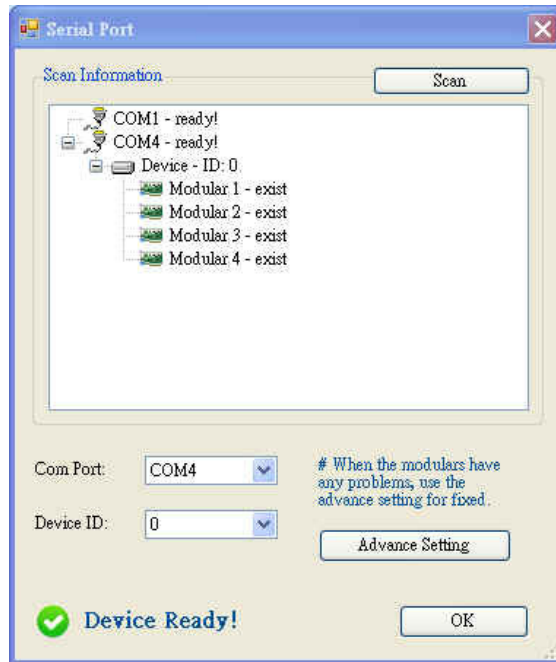 Serial Port
Scan Information
Scan
COM1 - ready!
COM4 - ready!
Device - ID: 0
Modular 1 - exist
Modular 2 - exist
Modular 3 - exist
Modular 4 - exist
Com Port:
COM4
# When the modulars have
any problems, use the
advance setting for fixed.
Device ID:
0
Advance Setting
Device Ready!
OK